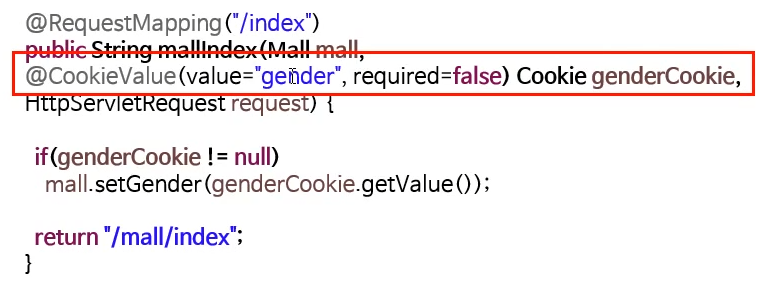 @RequestMapping("/index")
public String mallIndex(Mall mall,
@CookieValue(value="gender", required=false) Cookie genderCookie,
HttpServletRequest request) {
if(genderCookie != null)
mall.setGender(genderCookie.getValue());
return "/mall/index";
}